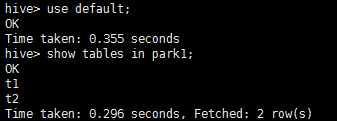 hive> use default;
OK
Time taken: 0.355 seconds
hive> show tables in park1;
OK
t1
t2
Time taken: 0.296 seconds, Fetched: 2 row(s)